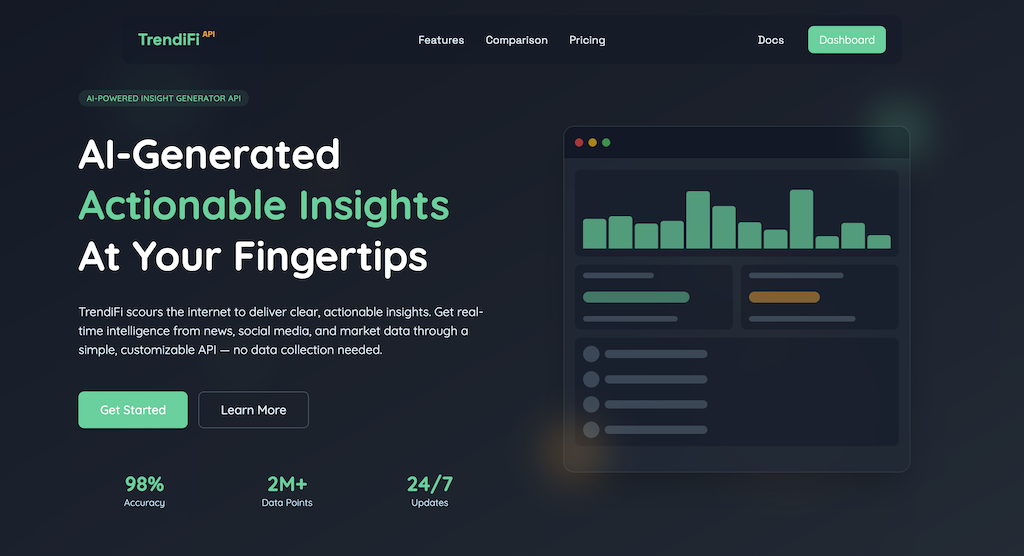 TrendiFi API
Features Comparison Pricing
Docs Dashboard
AI-POWERED INSIGHT GENERATOR API
AI-Generated
Actionable Insights
At Your Fingertips
TrendiFi scours the internet to deliver clear, actionable insights. Get real-
time intelligence from news, social media, and market data through a
simple, customizable API — no data collection needed.
Get Started Learn More
98% 2M+ 24/7
Accuracy Data Points Updates